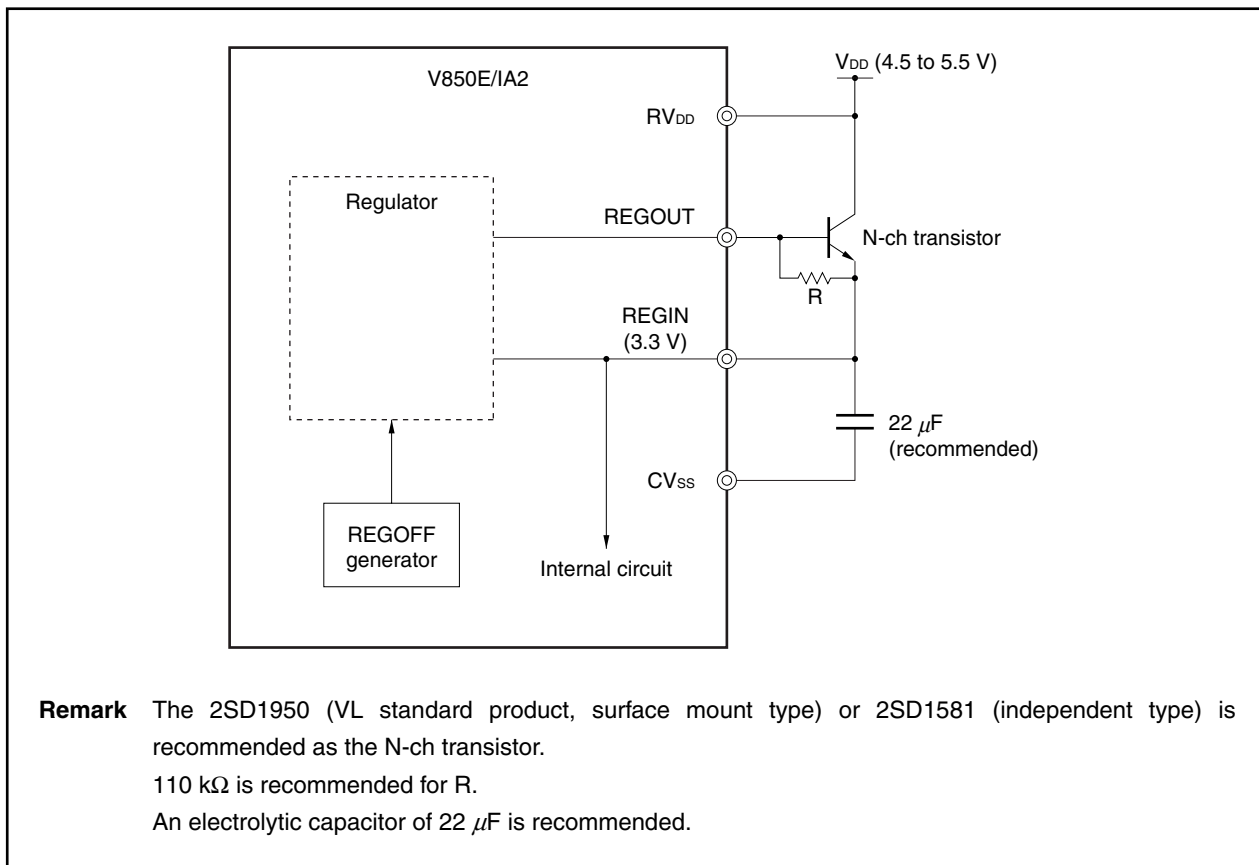 V850E/IA2
VDD (4.5 to 5.5 V)
RVDD
Regulator
REGOUT
N-ch transistor
R
REGIN
(3.3 V)
22 μF
(recommended)
CVSS
REGOFF
generator
Internal circuit
Remark The 2SD1950 (VL standard product, surface mount type) or 2SD1581 (independent type) is
recommended as the N-ch transistor.
110 kΩ is recommended for R.
An electrolytic capacitor of 22 μF is recommended.